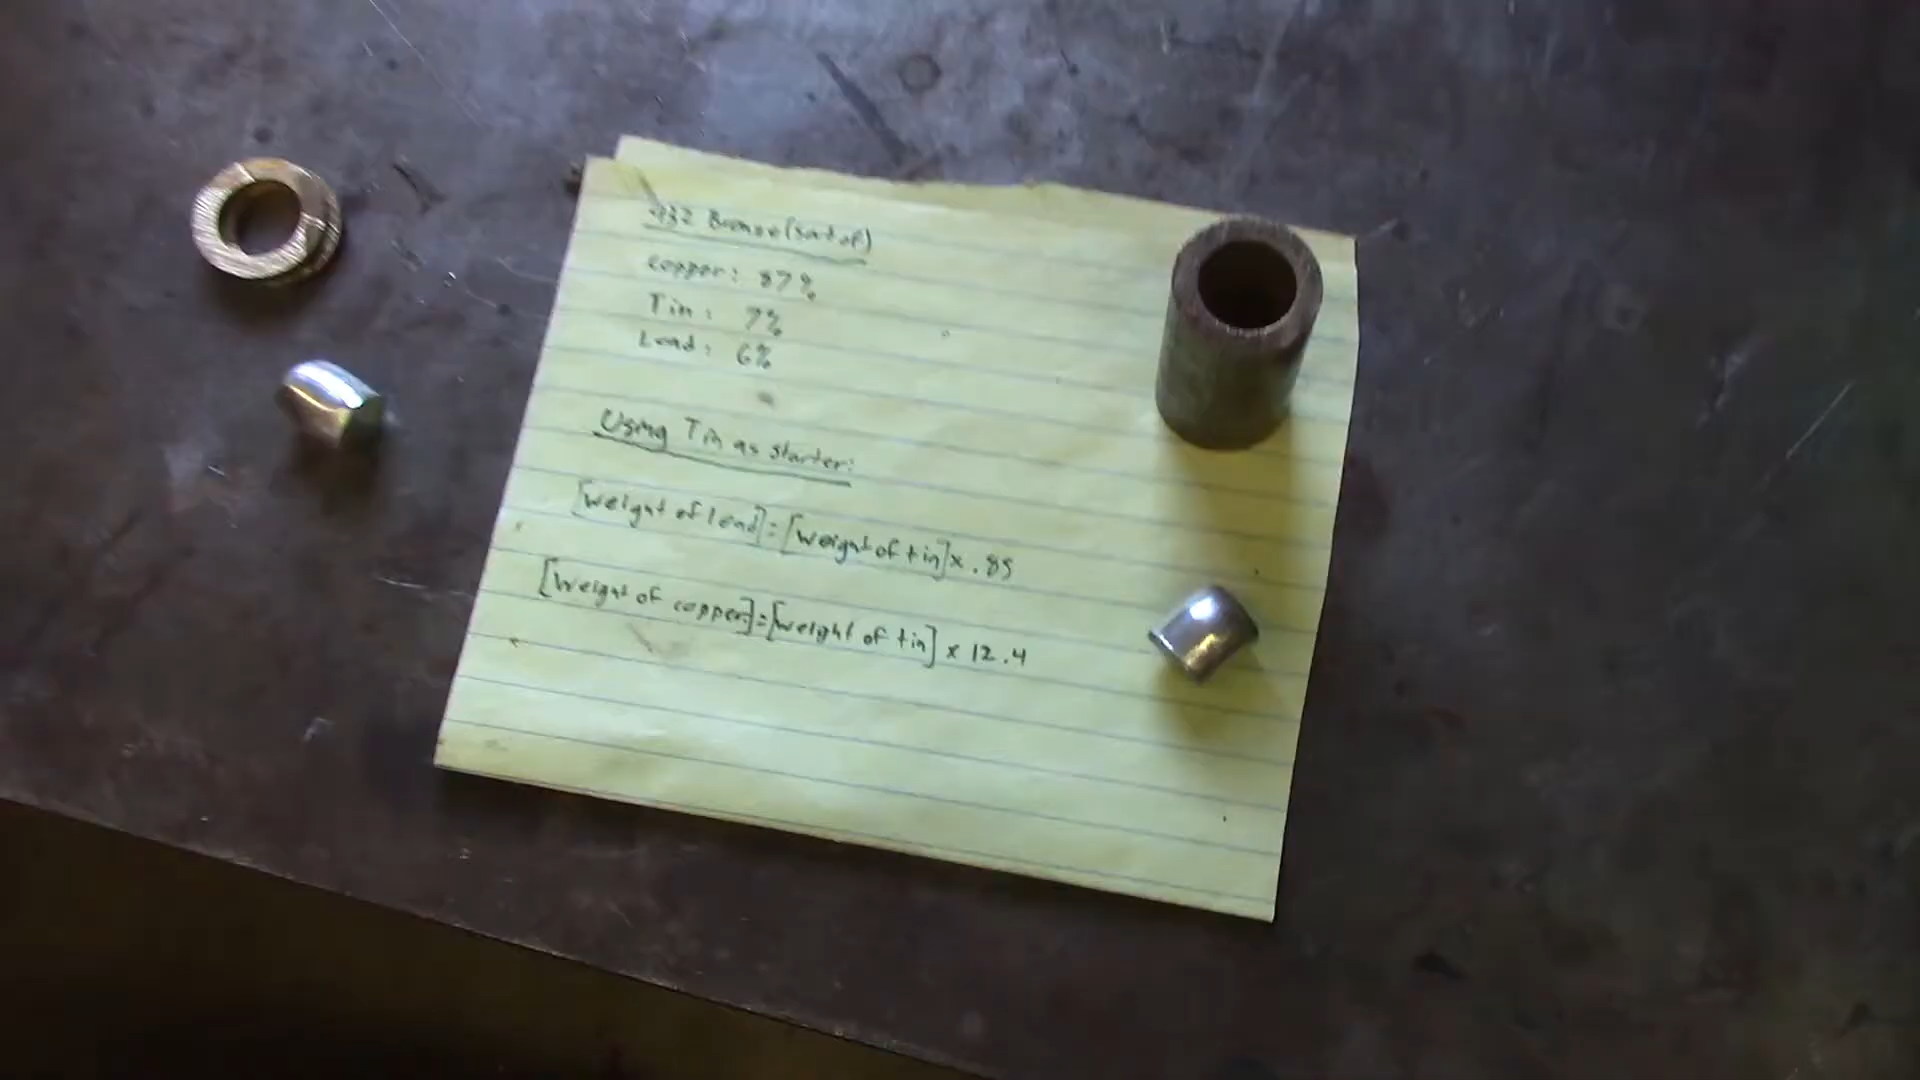 932 Bronze (sort of)
Copper: 87%
Tin: 7%
Lead: 6%
Using Tin as starter:
[weight of lead]=[weight of tin]x .85
[weight of copper]=[weight of tin] x 12.4